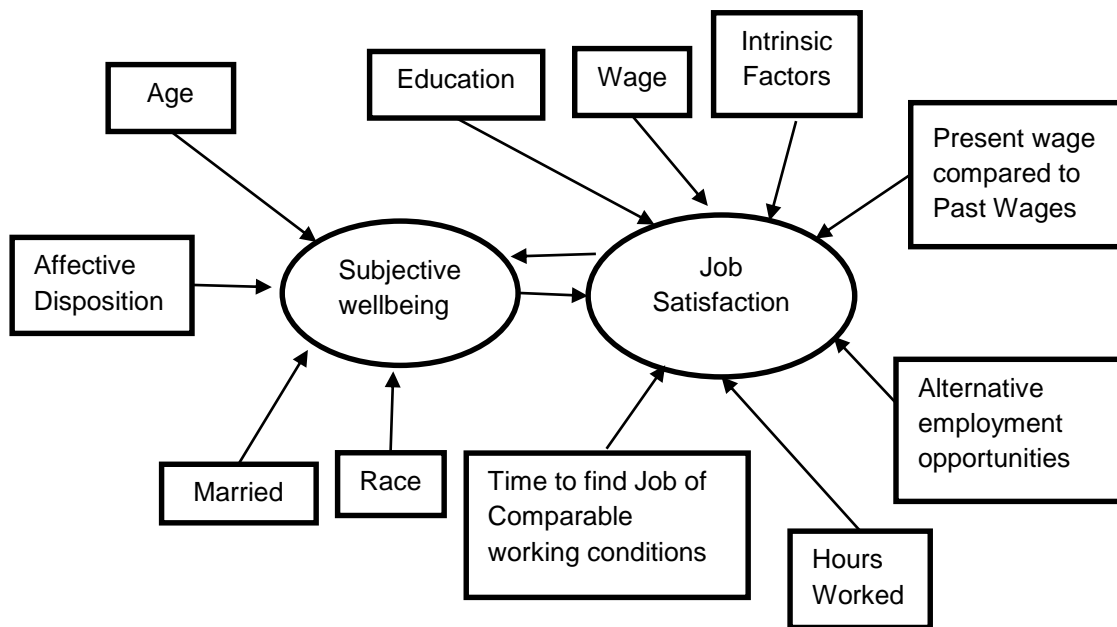 Age
Education
Wage
Intrinsic
Factors
Present wage
compared to
Past Wages
Affective
Disposition
Subjective
wellbeing
Job
Satisfaction
Married
Race
Time to find Job of
Comparable
working conditions
Hours
Worked
Alternative
employment
opportunities